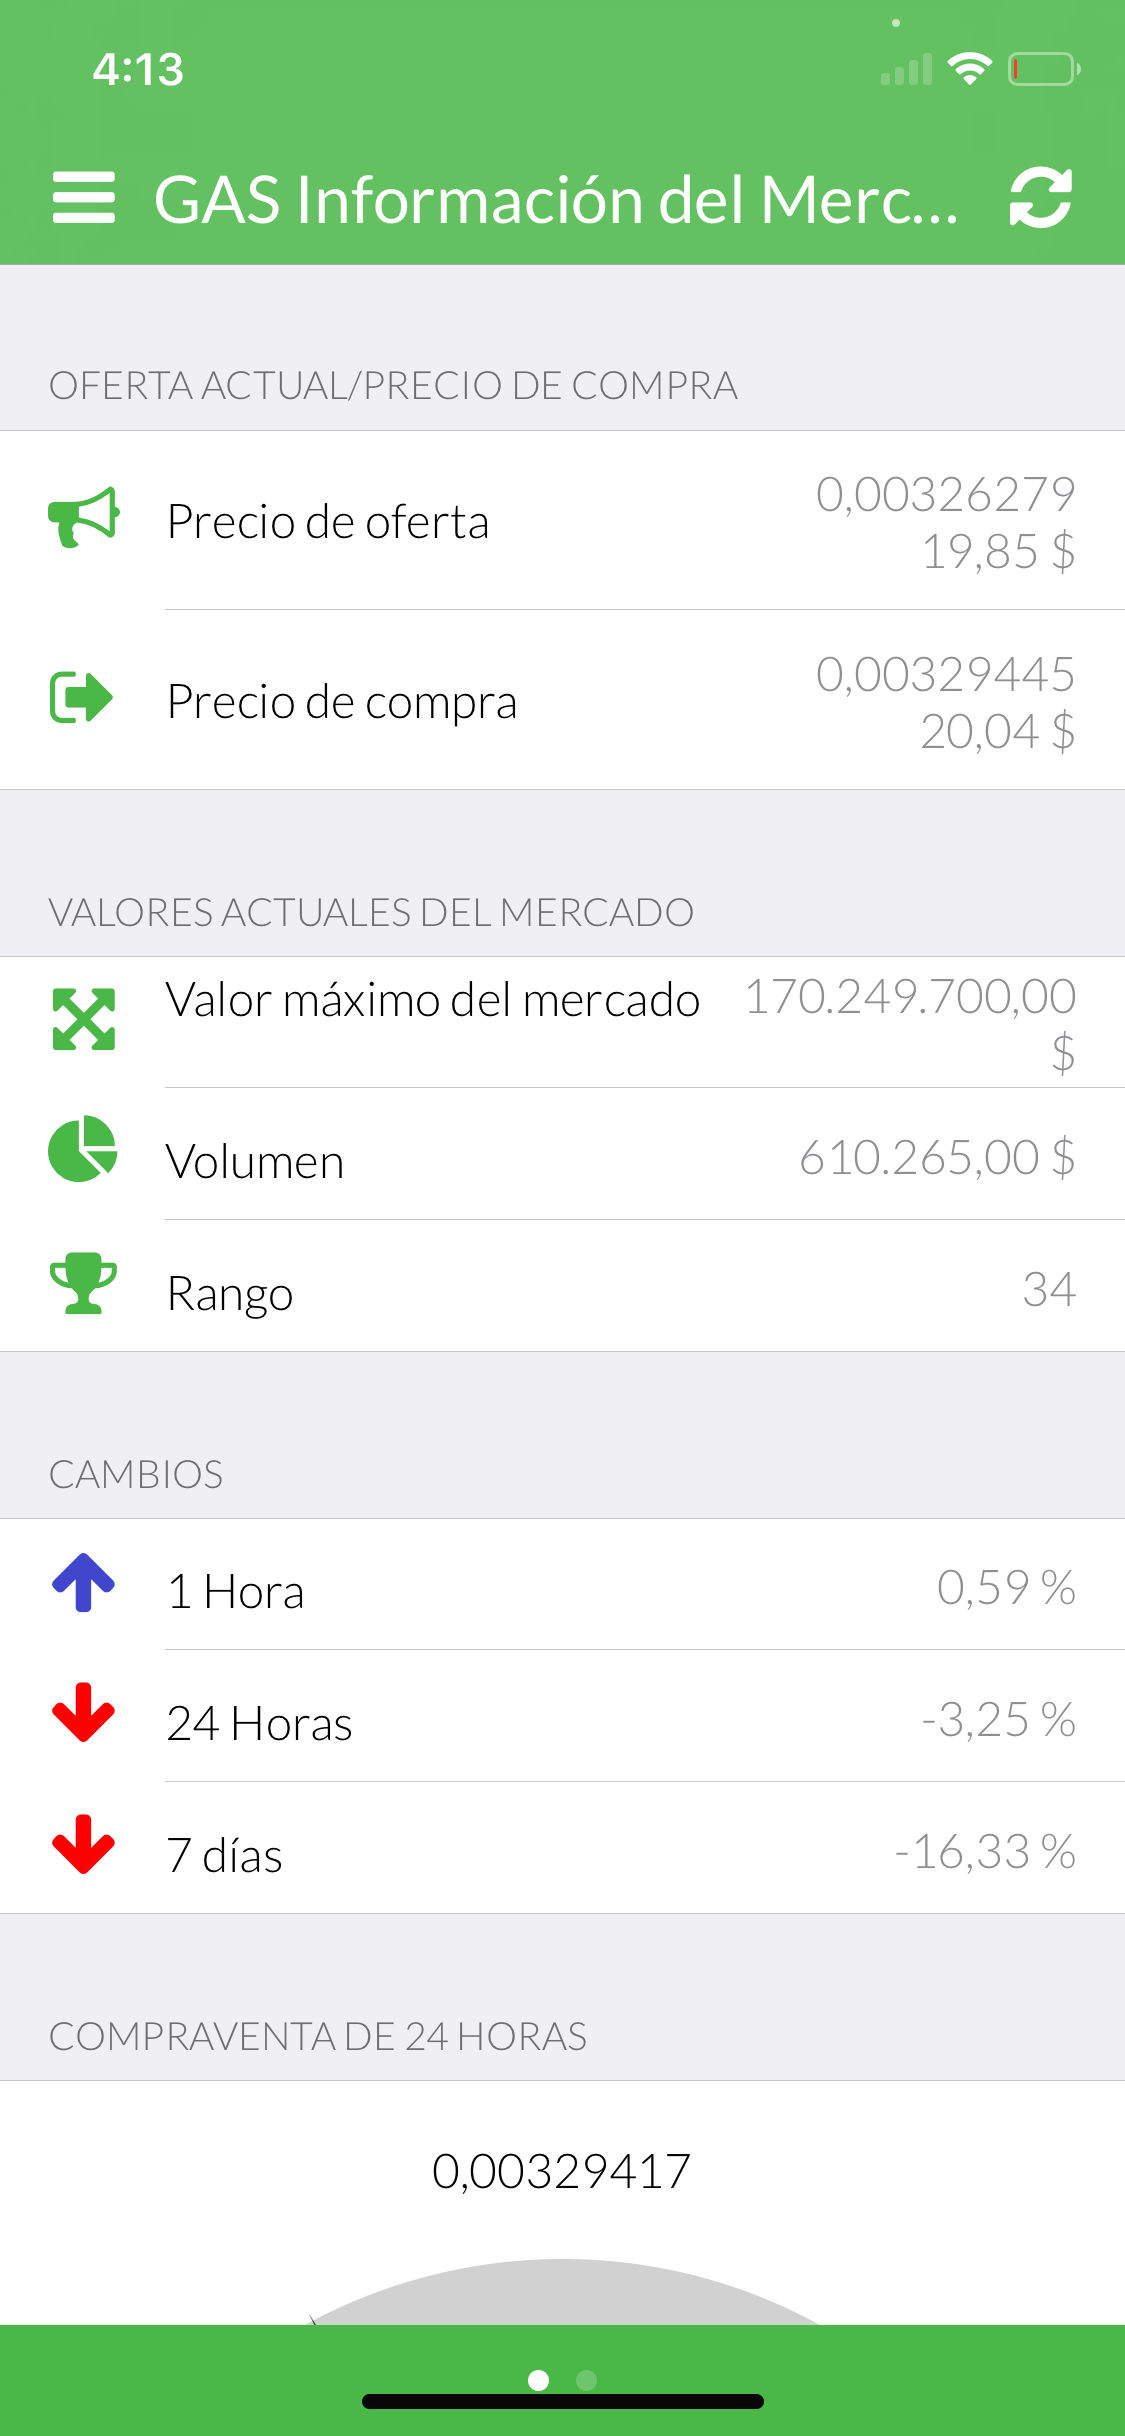 4:13
GAS Información del Merc...
OFERTA ACTUAL/PRECIO DE COMPRA
Precio de oferta
0,00326279
19,85 $
Precio de compra
0,00329445
20,04 $
VALORES ACTUALES DEL MERCADO
Valor máximo del mercado
170.249.700,00
$
Volumen
610.265,00 $
Rango
34
CAMBIOS
1 Hora
0,59 %
24 Horas
-3,25 %
7 días
-16,33 %
COMPRAVENTA DE 24 HORAS
0,00329417